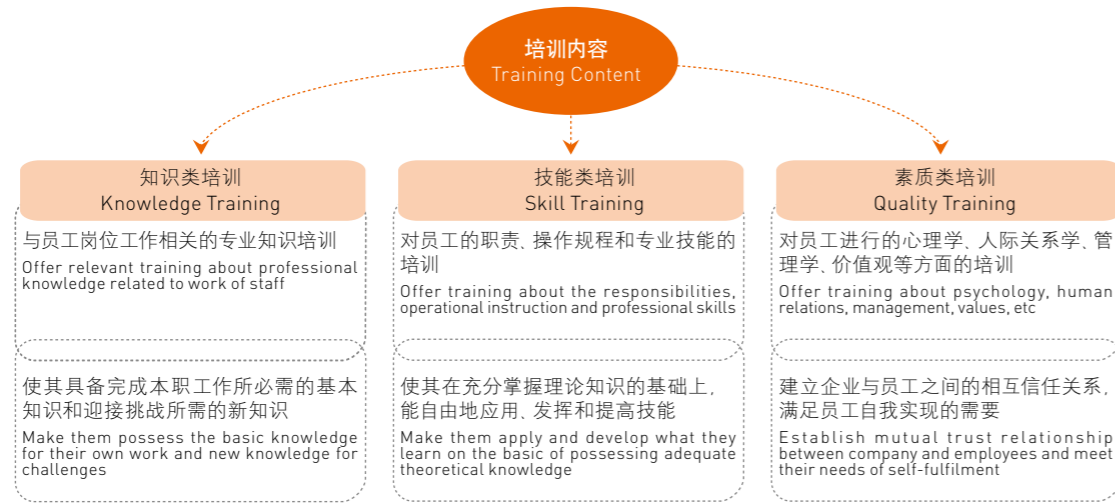 培训内容
Training Content
知识类培训
Knowledge Training
与员工岗位工作相关的专业知识培训
Offer relevant training about professional
knowledge related to work of staff
使其具备完成本职工作所必需的基本
知识和迎接挑战所需的新知识
Make them possess the basic knowledge
for their own work and new knowledge for
challenges
技能类培训
Skill Training
对员工的职责、操作规程和专业技能的
培训
Offer training about the responsibilities,
operational instruction and professional skills
使其在充分掌握理论知识的基础上,
能自由地应用、发挥和提高技能
Make them apply and develop what they
learn on the basic of possessing adequate
theoretical knowledge
素质类培训
Quality Training
对员工进行的心理学、人际关系学、管
理学、价值观等方面的培训
Offer training about psychology, human
relations, management, values, etc
建立企业与员工之间的相互信任关系,
满足员工自我实现的需要
Establish mutual trust relationship
between company and employees and meet
their needs of self-fulfilment